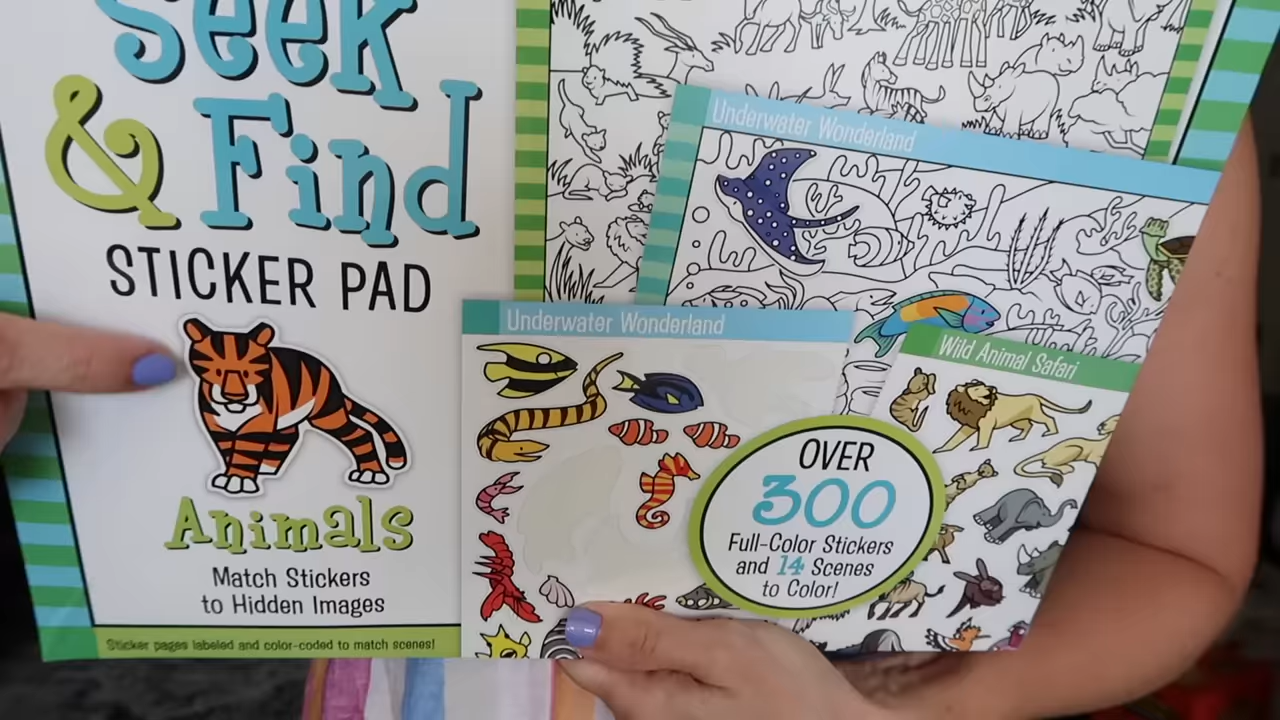 Seek
& Find
STICKER PAD
Animals
Match Stickers
to Hidden Images
Sticker pages labeled and color-coded to match scenes!
Underwater Wonderland
Underwater Wonderland
Wild Animal Safari
OVER
300
Full-Color Stickers
and 14 Scenes
to Color!